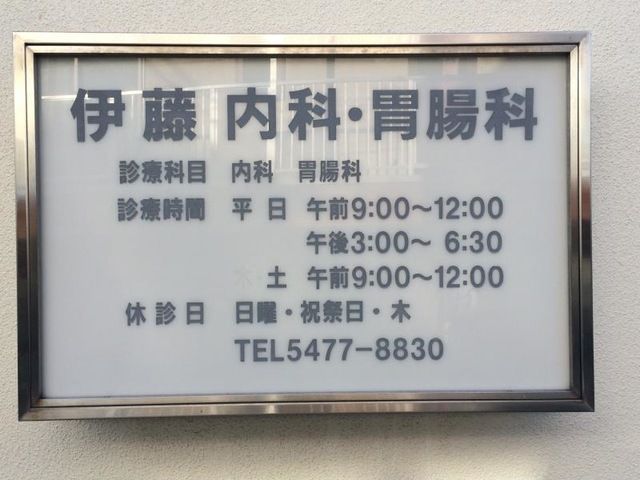 伊藤 内科・胃腸科
診療科目 内科 胃腸科
診療時間 平日 午前9:00～12:00
午後3:00～ 6:30
土 午前9:00～12:00
休診日 日曜・祝祭日・木
TEL5477-8830